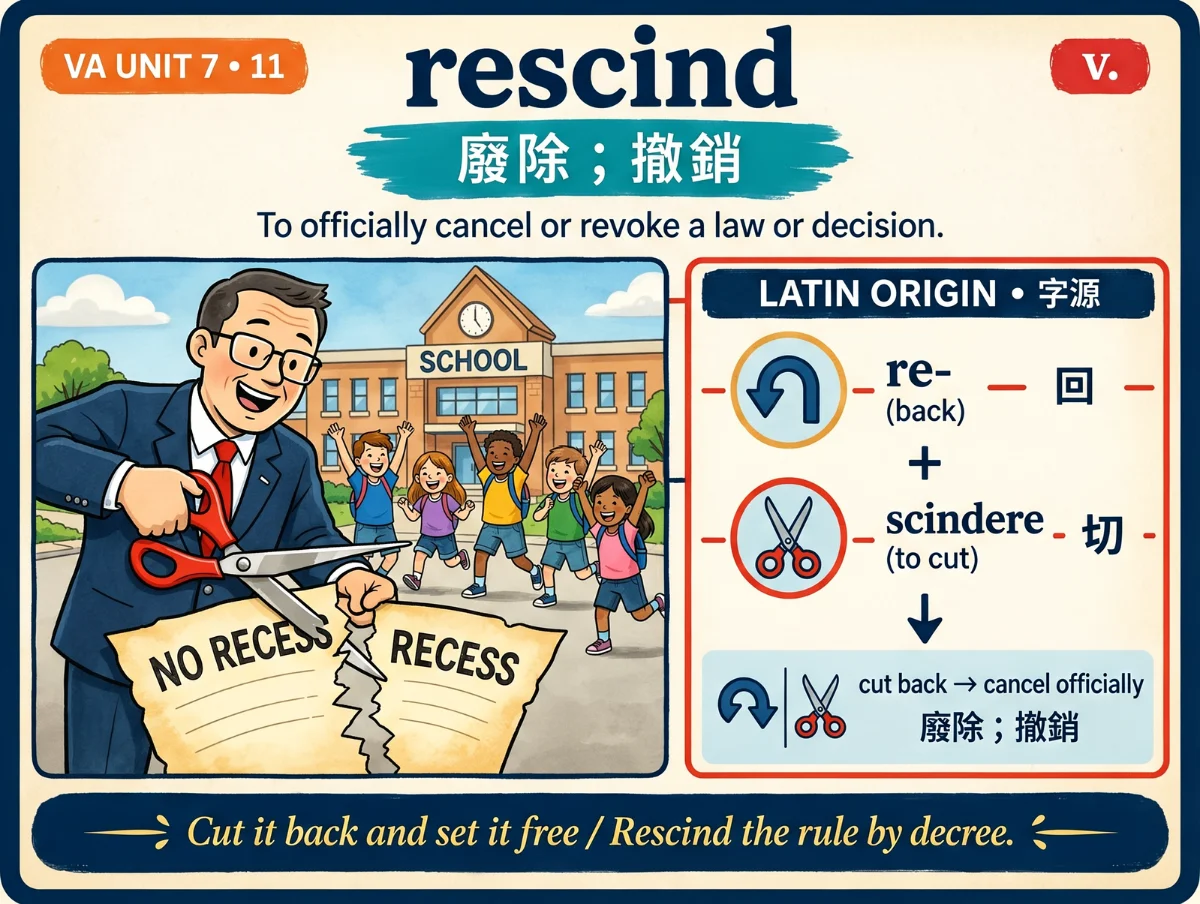 VA UNIT 7 • 11
rescind
V.
廢除；撤銷
To officially cancel or revoke a law or decision.
SCHOOL
NO RECESS
RECESS
LATIN ORIGIN • 字源
re-
(back)
回
+
scindere
(to cut)
切
cut back → cancel officially
廢除；撤銷
Cut it back and set it free / Rescind the rule by decree.